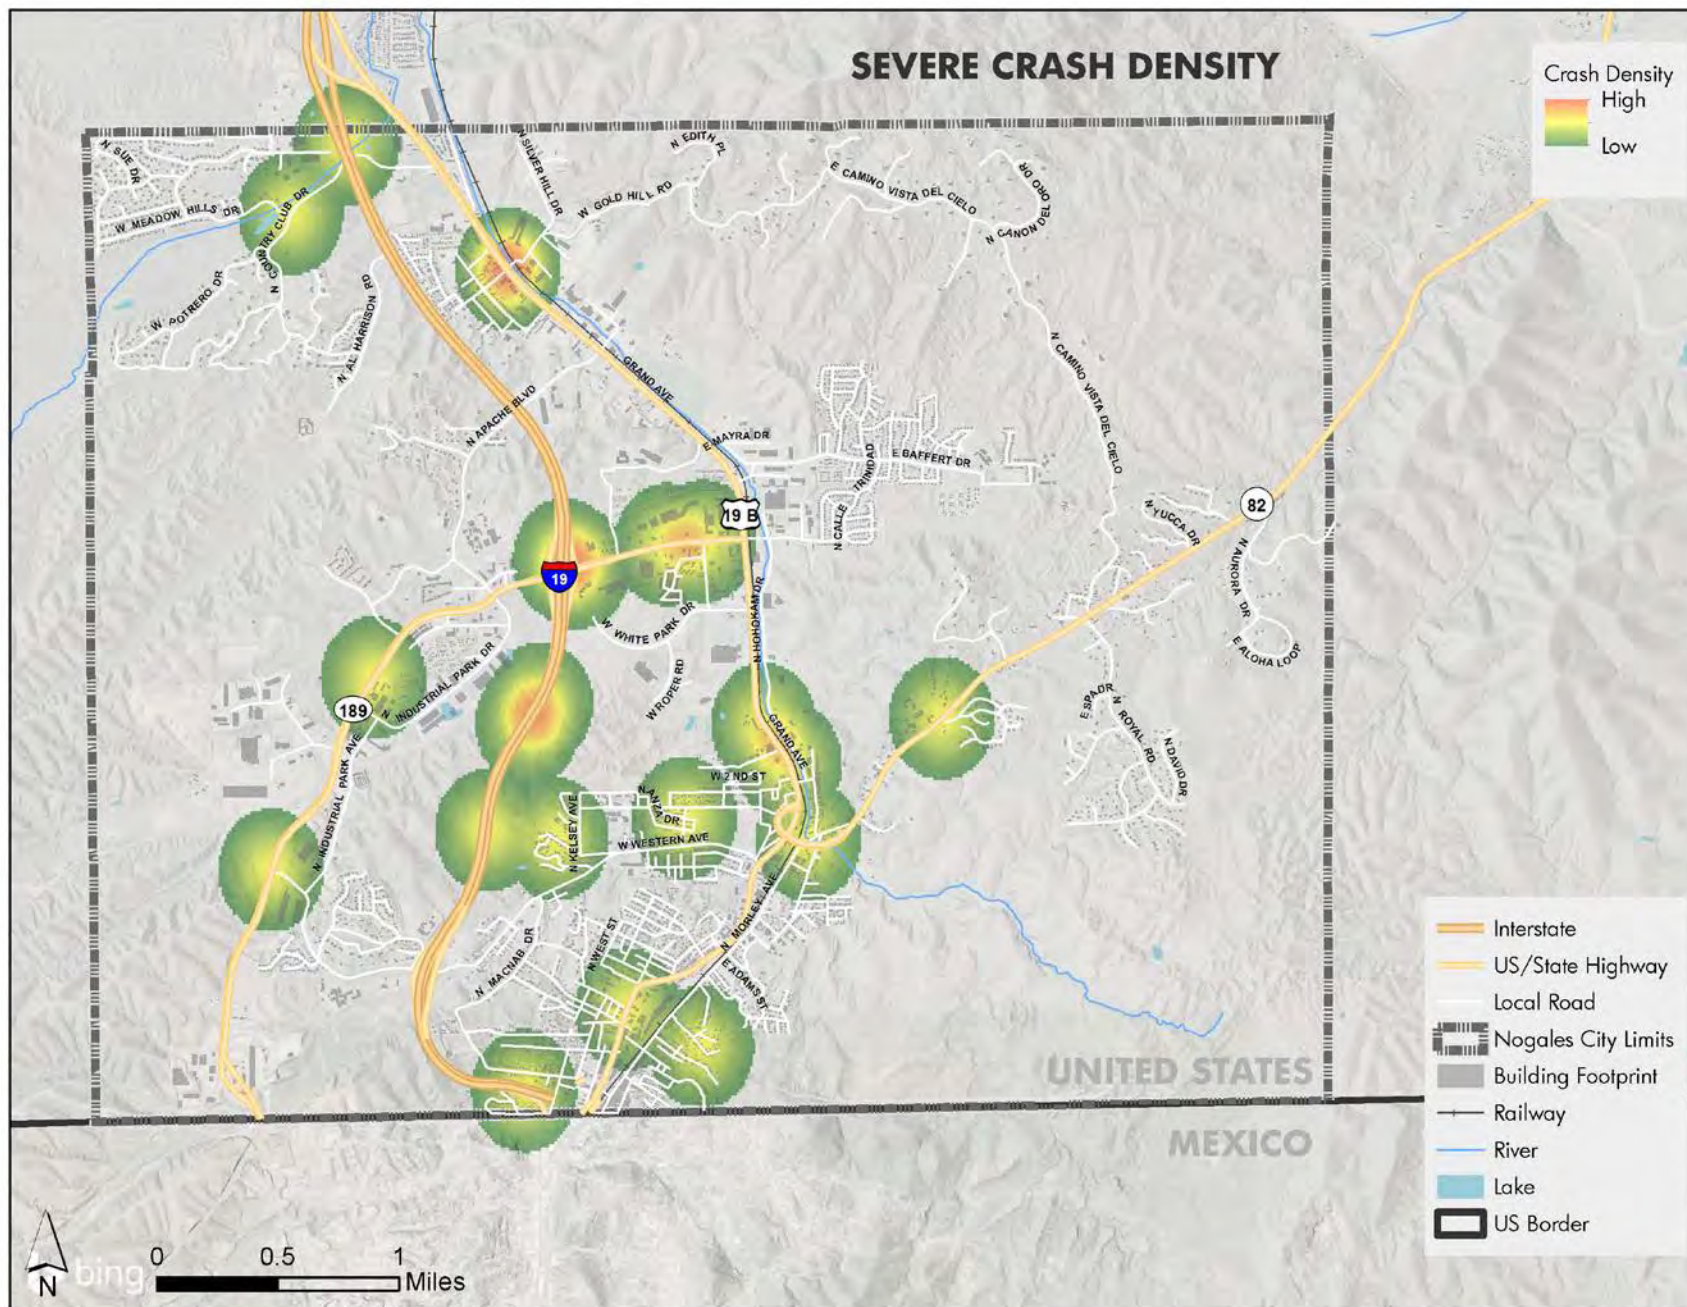 SEVERE CRASH DENSITY
Crash Density
High
Low
N SUE DR
W MEADOW HILLS DR
N COUNTRY CLUB DR
W POTRERO DR
N AL HARRISON RD
N SILVER HILL DR
W GOLD HILL RD
N EDITH PL
E CAMINO VISTA DEL CIELO
ORO DR
N CANON DEL
N CAMINO VISTA DEL CIELO
GRAND AVE
N APACHE BLVD
E MAYRA DR
E BAFFERT DR
N CALLE TRINIDAD
19 B
82
N YUCCA DR
N AURORA DR
E ALOHA LOOP
19
W WHITE PARK DR
N HOHOKAM DR
W ROPER RD
N INDUSTRIAL PARK DR
189
N INDUSTRIAL PARK AVE
GRAND AVE
E SPA DR
N ROYAL RD
N DAVID DR
W 2ND ST
N ANZA DR
N KELSEY AVE
W WESTERN AVE
N MORLEY AVE
N WEST ST
N MACNAB DR
E ADAMS ST
UNITED STATES
MEXICO
Interstate
US/State Highway
Local Road
Nogales City Limits
Building Footprint
Railway
River
Lake
US Border
N
bing
0 0.5 1
Miles